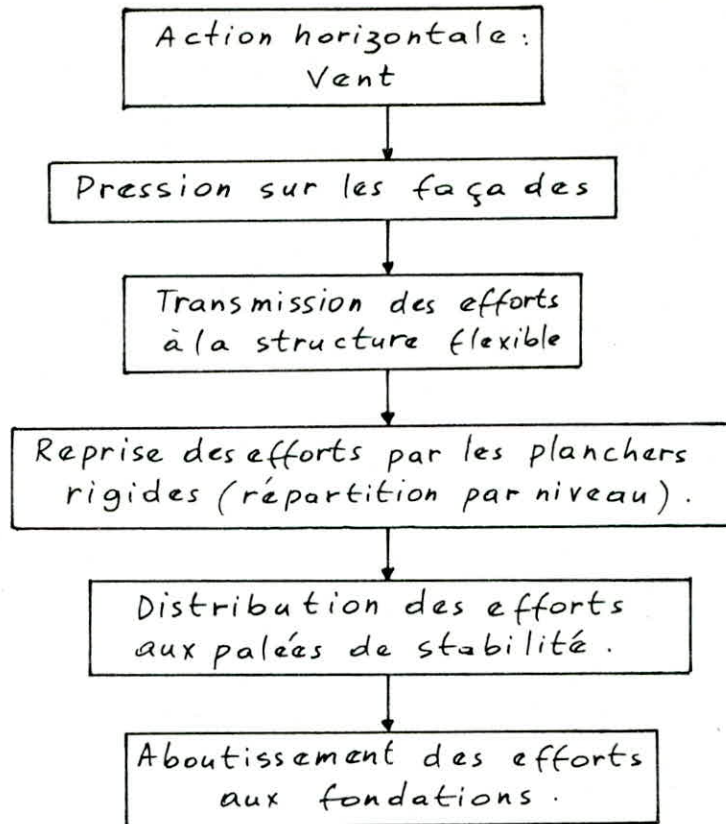 Action horizontale :
Vent
Pression sur les façades
Transmission des efforts
à la structure flexible
Reprise des efforts par les planchers
rigides (répartition par niveau).
Distribution des efforts
aux palées de stabilité.
Aboutissement des efforts
aux fondations.